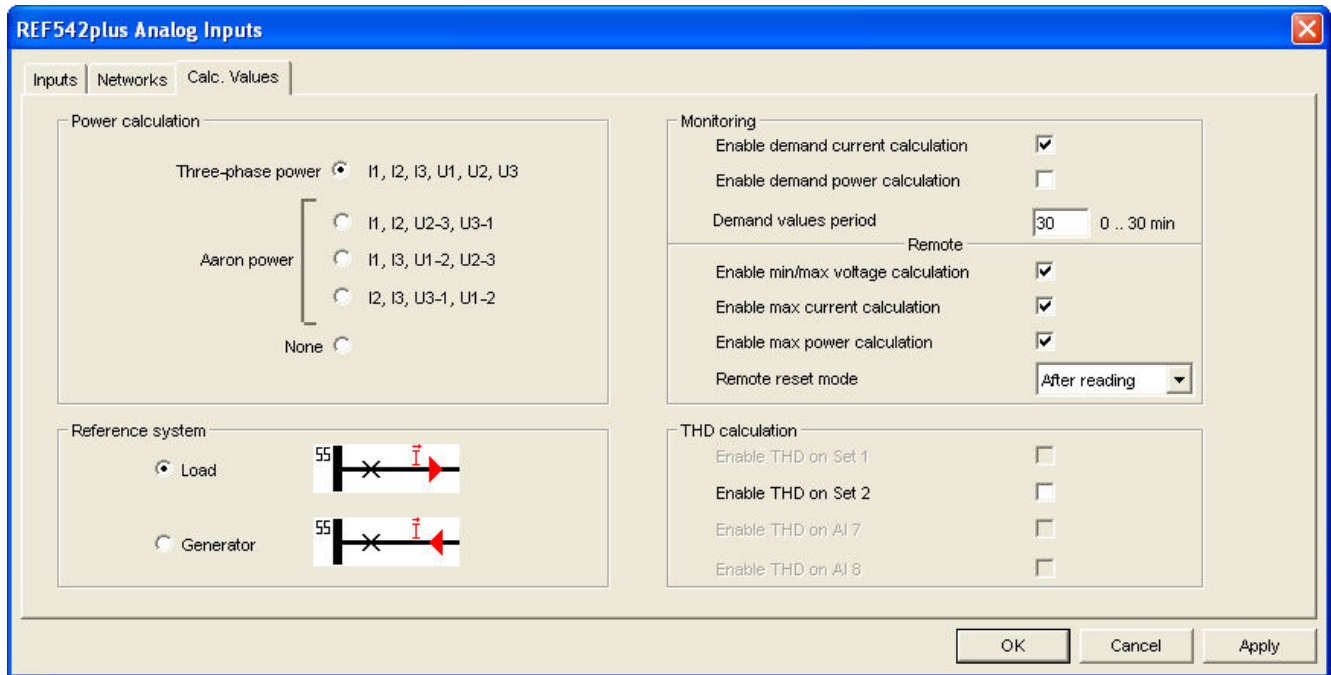 REF542plus Analog Inputs
Inputs Networks Calc. Values
Power calculation
Three-phase power I1, I2, I3, U1, U2, U3
I1, I2, U2-3, U3-1
Aaron power I1, I3, U1-2, U2-3
I2, I3, U3-1, U1-2
None
Monitoring
Enable demand current calculation
Enable demand power calculation
Demand values period 30 0 .. 30 min
Remote
Enable min/max voltage calculation
Enable max current calculation
Enable max power calculation
Remote reset mode After reading
Reference system
Load SS I
Generator SS I
THD calculation
Enable THD on Set 1
Enable THD on Set 2
Enable THD on AI 7
Enable THD on AI 8
OK Cancel Apply